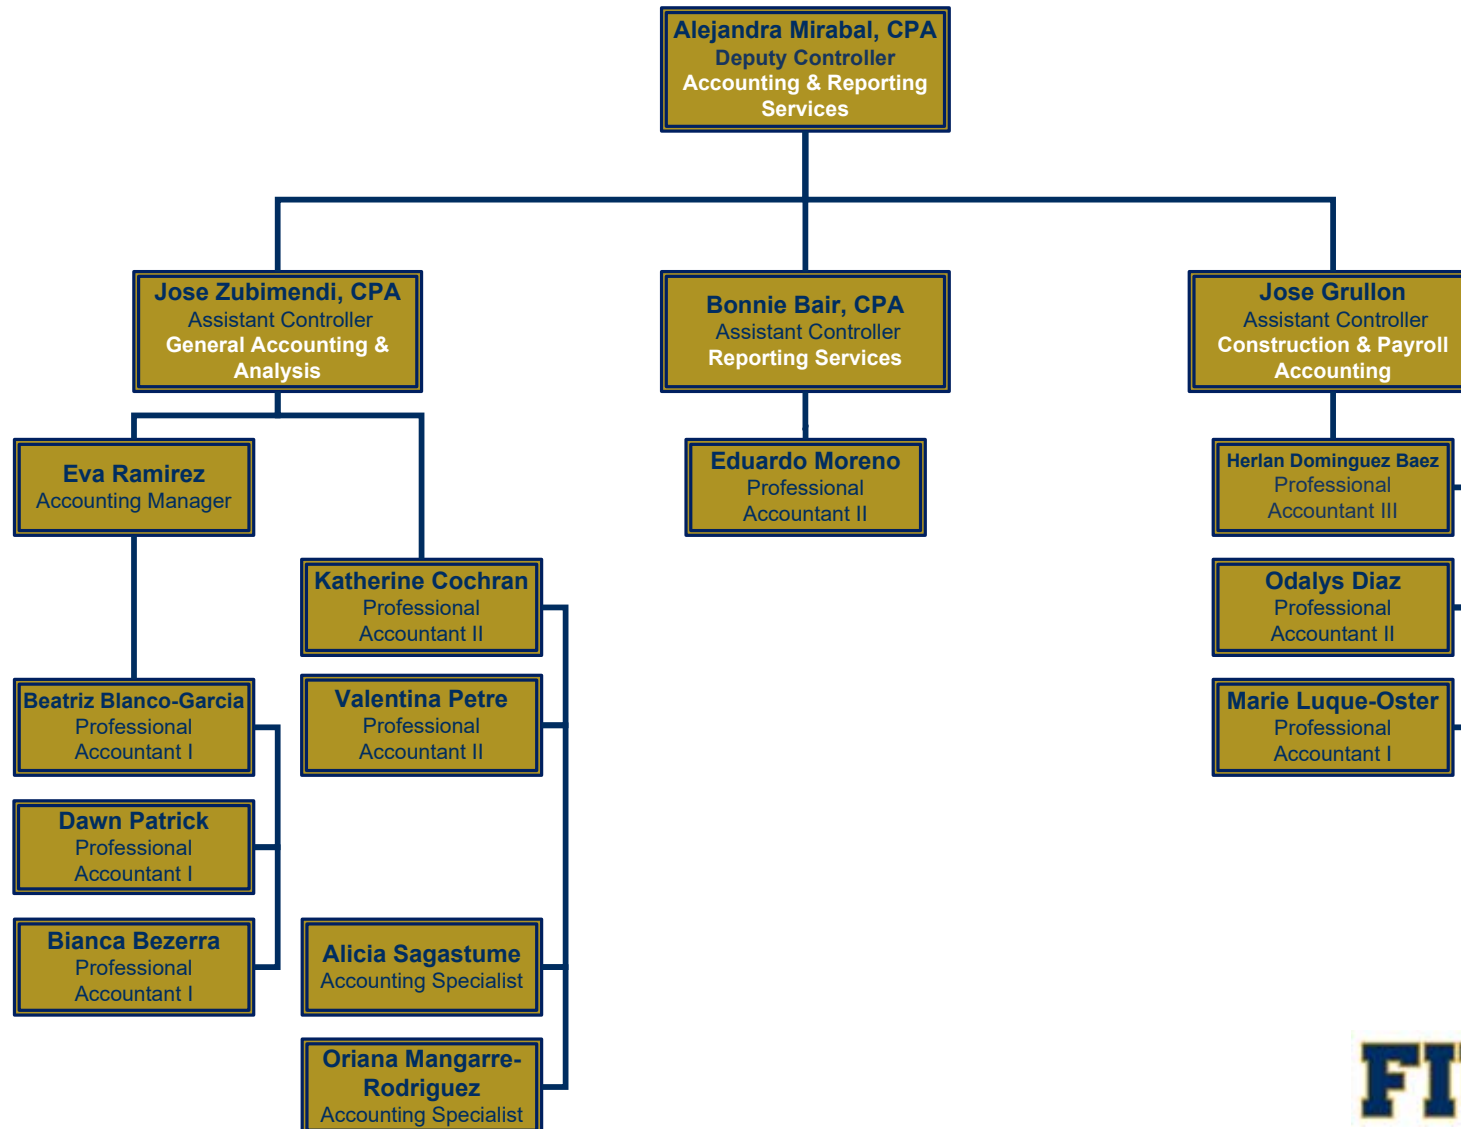 Alejandra Mirabal, CPA
Deputy Controller
Accounting & Reporting
Services
Jose Zubimendi, CPA
Assistant Controller
General Accounting &
Analysis
Bonnie Bair, CPA
Assistant Controller
Reporting Services
Jose Grullon
Assistant Controller
Construction & Payroll
Accounting
Eva Ramirez
Accounting Manager
Eduardo Moreno
Professional
Accountant II
Herlan Dominguez Baez
Professional
Accountant III
Katherine Cochran
Professional
Accountant II
Odalys Diaz
Professional
Accountant II
Beatriz Blanco-Garcia
Professional
Accountant I
Valentina Petre
Professional
Accountant II
Marie Luque-Oster
Professional
Accountant I
Dawn Patrick
Professional
Accountant I
Bianca Bezerra
Professional
Accountant I
Alicia Sagastume
Accounting Specialist
Oriana Mangarre-
Rodriguez
Accounting Specialist